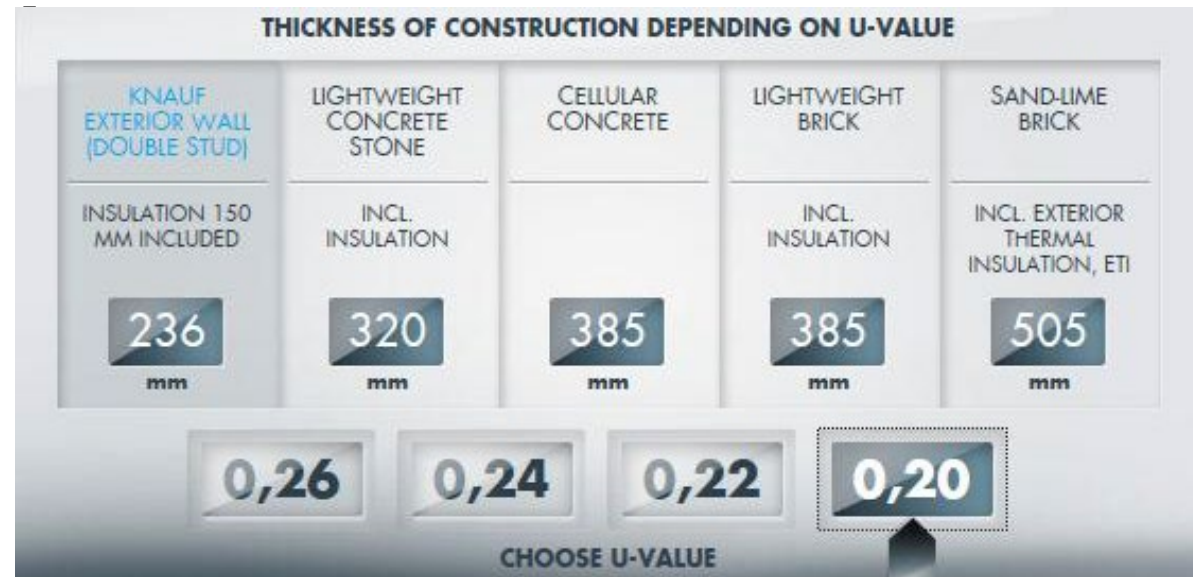 THICKNESS OF CONSTRUCTION DEPENDING ON U-VALUE
KNAUF
EXTERIOR WALL
(DOUBLE STUD)
INSULATION 150
MM INCLUDED
236
mm
LIGHTWEIGHT
CONCRETE
STONE
INCL.
INSULATION
320
mm
CELLULAR
CONCRETE
385
mm
LIGHTWEIGHT
BRICK
INCL.
INSULATION
385
mm
SAND-LIME
BRICK
INCL. EXTERIOR
THERMAL
INSULATION, ETI
505
mm
0,26
0,24
0,22
0,20
CHOOSE U-VALUE